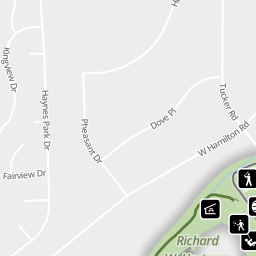 Kingview Dr
Haynes Park Dr
Tucker Rd
Dove Pl
Pheasant Dr
W Hamilton Rd
Fairview Dr
Richard